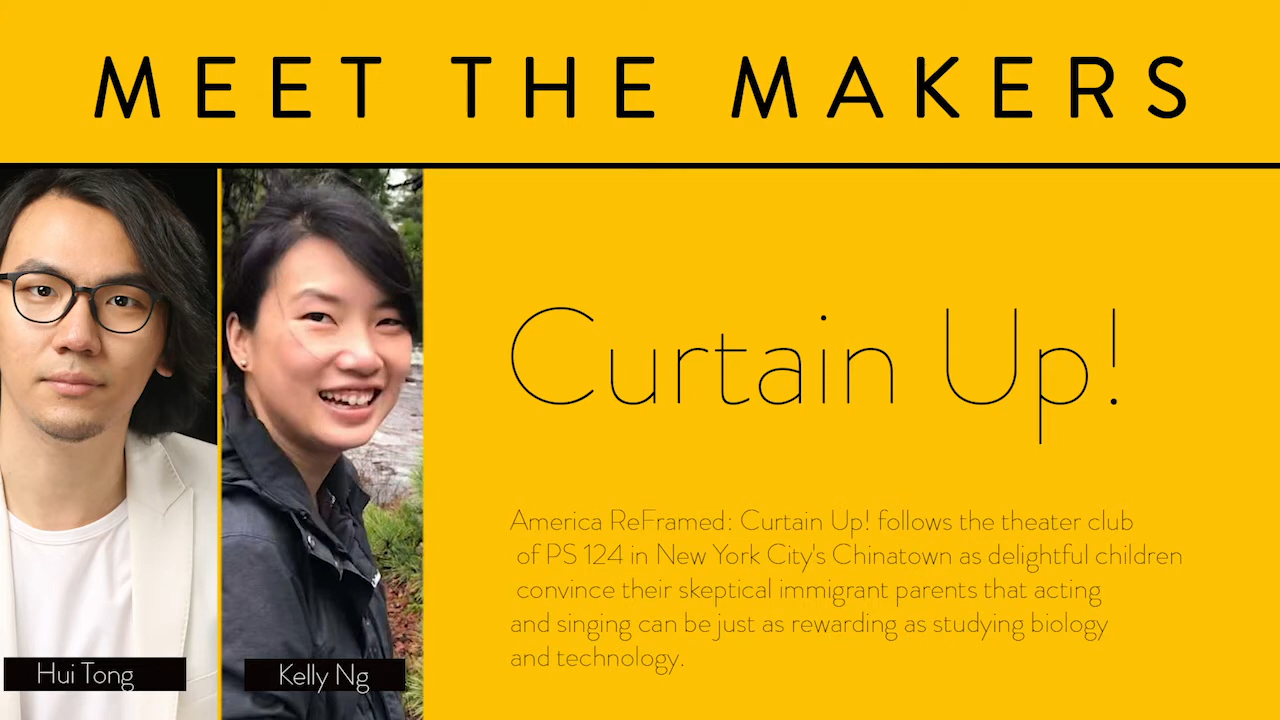 MEET THE MAKERS
Curtain Up!
America ReFramed: Curtain Up! follows the theater club
of PS 124 in New York City's Chinatown as delightful children
convince their skeptical immigrant parents that acting
and singing can be just as rewarding as studying biology
and technology.
Hui Tong
Kelly Ng